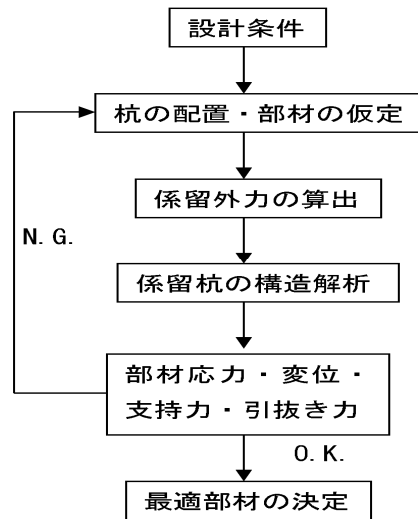 設計条件
杭の配置・部材の仮定
係留外力の算出
N. G.
係留杭の構造解析
部材応力・変位・
支持力・引抜き力
O. K.
最適部材の決定